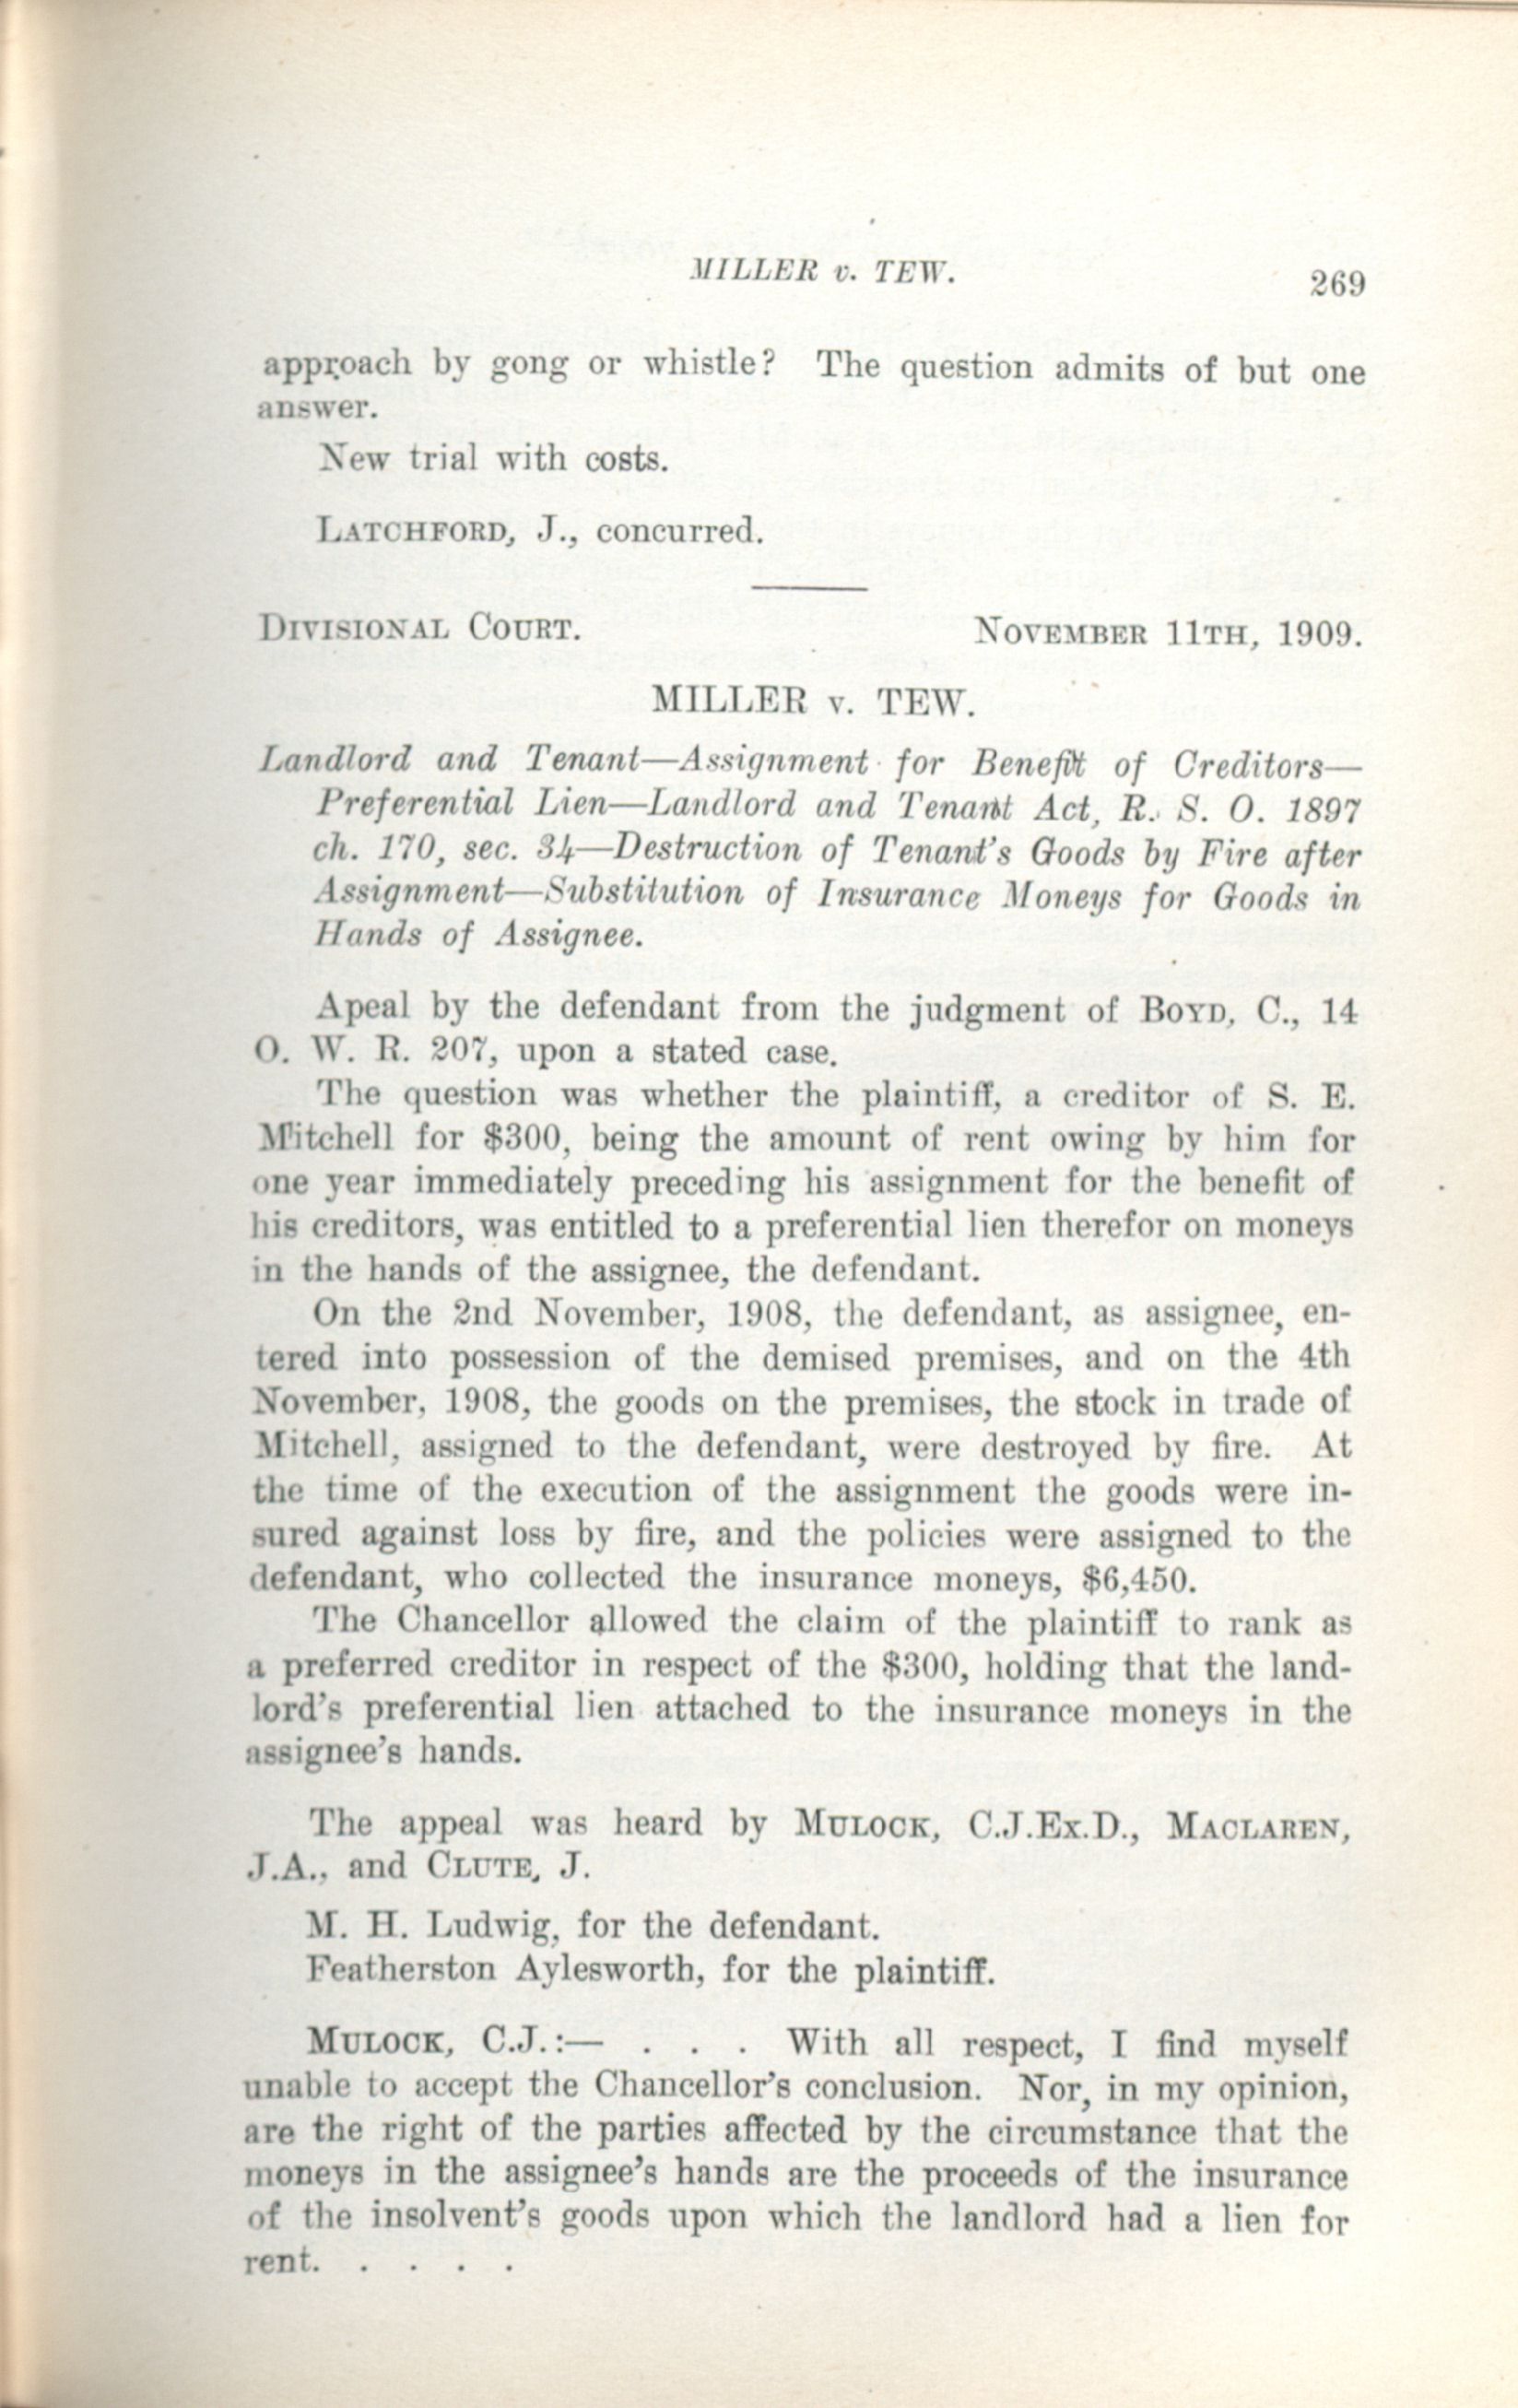 MILLER v. TEW. 269
approach by gong or whistle? The question admits of but one
answer.
New trial with costs.
LATCHFORD, J., concurred.
DIVISIONAL COURT. NOVEMBER 11TH, 1909.
MILLER v. TEW.
Landlord and Tenant—Assignment for Benefit of Creditors—
Preferential Lien—Landlord and Tenant Act, R. S. O. 1897
ch. 170, sec. 34—Destruction of Tenant's Goods by Fire after
Assignment—Substitution of Insurance Moneys for Goods in
Hands of Assignee.
Apeal by the defendant from the judgment of BOYD, C., 14
O. W. R. 207, upon a stated case.
The question was whether the plaintiff, a creditor of S. E.
Mitchell for $300, being the amount of rent owing by him for
one year immediately preceding his assignment for the benefit of
his creditors, was entitled to a preferential lien therefor on moneys
in the hands of the assignee, the defendant.
On the 2nd November, 1908, the defendant, as assignee, en-
tered into possession of the demised premises, and on the 4th
November, 1908, the goods on the premises, the stock in trade of
Mitchell, assigned to the defendant, were destroyed by fire. At
the time of the execution of the assignment the goods were in-
sured against loss by fire, and the policies were assigned to the
defendant, who collected the insurance moneys, $6,450.
The Chancellor allowed the claim of the plaintiff to rank as
a preferred creditor in respect of the $300, holding that the land-
lord's preferential lien attached to the insurance moneys in the
assignee's hands.
The appeal was heard by MULOCK, C.J.Ex.D., MACLAREN,
J.A., and CLUTE, J.
M. H. Ludwig, for the defendant.
Featherston Aylesworth, for the plaintiff.
MULOCK, C.J.:— . . . With all respect, I find myself
unable to accept the Chancellor's conclusion. Nor, in my opinion,
are the right of the parties affected by the circumstance that the
moneys in the assignee's hands are the proceeds of the insurance
of the insolvent's goods upon which the landlord had a lien for
rent. . . . .